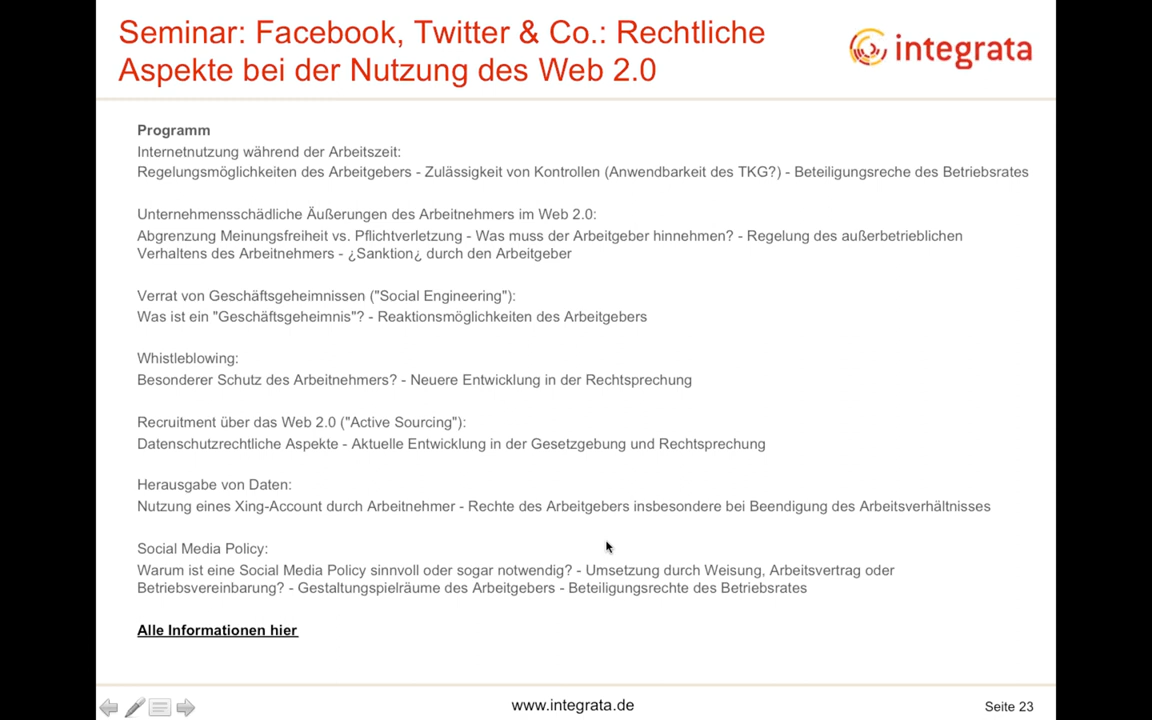 Seminar: Facebook, Twitter & Co.: Rechtliche
Aspekte bei der Nutzung des Web 2.0
integrata
Programm
Internetnutzung während der Arbeitszeit:
Regelungsmöglichkeiten des Arbeitgebers - Zulässigkeit von Kontrollen (Anwendbarkeit des TKG?) - Beteiligungsreche des Betriebsrates
Unternehmensschädliche Äußerungen des Arbeitnehmers im Web 2.0:
Abgrenzung Meinungsfreiheit vs. Pflichtverletzung - Was muss der Arbeitgeber hinnehmen? - Regelung des außerbetrieblichen
Verhaltens des Arbeitnehmers - ¿Sanktion¿ durch den Arbeitgeber
Verrat von Geschäftsgeheimnissen ("Social Engineering"):
Was ist ein "Geschäftsgeheimnis"? - Reaktionsmöglichkeiten des Arbeitgebers
Whistleblowing:
Besonderer Schutz des Arbeitnehmers? - Neuere Entwicklung in der Rechtsprechung
Recruitment über das Web 2.0 ("Active Sourcing"):
Datenschutzrechtliche Aspekte - Aktuelle Entwicklung in der Gesetzgebung und Rechtsprechung
Herausgabe von Daten:
Nutzung eines Xing-Account durch Arbeitnehmer - Rechte des Arbeitgebers insbesondere bei Beendigung des Arbeitsverhältnisses
Social Media Policy:
Warum ist eine Social Media Policy sinnvoll oder sogar notwendig? - Umsetzung durch Weisung, Arbeitsvertrag oder
Betriebsvereinbarung? - Gestaltungspielräume des Arbeitgebers - Beteiligungsrechte des Betriebsrates
Alle Informationen hier
www.integrata.de
Seite 23